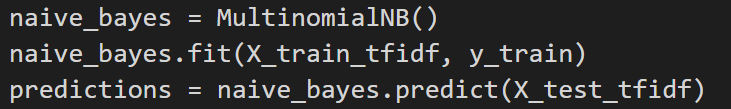 naive_bayes = MultinomialNB()
naive_bayes.fit(X_train_tfidf, y_train)
predictions = naive_bayes.predict(X_test_tfidf)